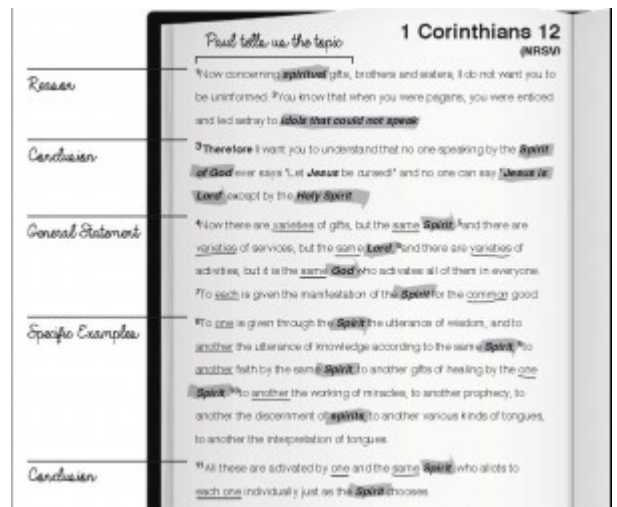 1 Corinthians 12
(NRSV)
Paul tells us the topic
Reason
¹Now concerning spiritual gifts, brothers and sisters, I do not want you to
be uninformed. ²You know that when you were pagans, you were enticed
and led astray to idols that could not speak
Conclusion
³Therefore I want you to understand that no one speaking by the Spirit
of God ever says "Let Jesus be cursed!" and no one can say "Jesus is
Lord" except by the Holy Spirit
General Statement
⁴Now there are varieties of gifts, but the same Spirit; ⁵and there are
varieties of services, but the same Lord; ⁶and there are varieties of
activities, but it is the same God who activates all of them in everyone.
⁷To each is given the manifestation of the Spirit for the common good
Specific Examples
⁸To one is given through the Spirit the utterance of wisdom, and to
another the utterance of knowledge according to the same Spirit, ⁹to
another faith by the same Spirit, to another gifts of healing by the one
Spirit, ¹⁰to another the working of miracles, to another prophecy, to
another the discernment of spirits, to another various kinds of tongues,
to another the interpretation of tongues.
Conclusion
¹¹All these are activated by one and the same Spirit, who allots to
each one individually just as the Spirit chooses